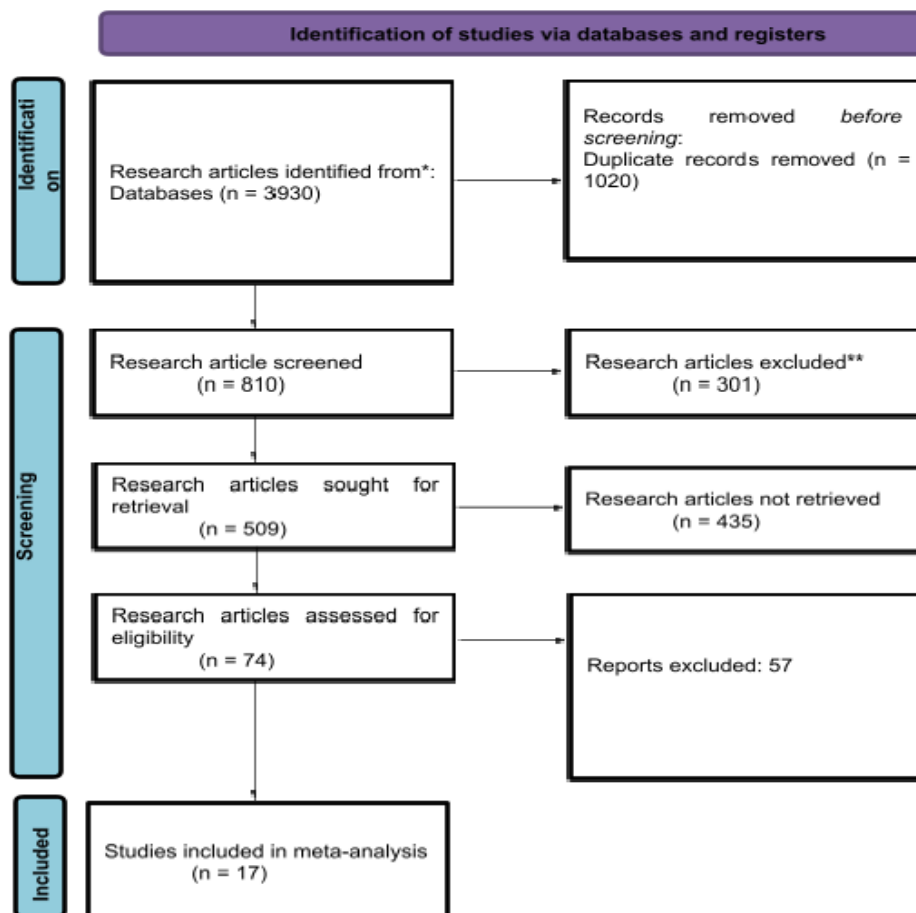 Identification of studies via databases and registers
Identificati
on
Research articles identified from*:
Databases (n = 3930)
Records removed before
screening:
Duplicate records removed (n =
1020)
Screening
Research article screened
(n = 810)
Research articles excluded**
(n = 301)
Research articles sought for
retrieval
(n = 509)
Research articles not retrieved
(n = 435)
Research articles assessed for
eligibility
(n = 74)
Reports excluded: 57
Included
Studies included in meta-analysis
(n = 17)